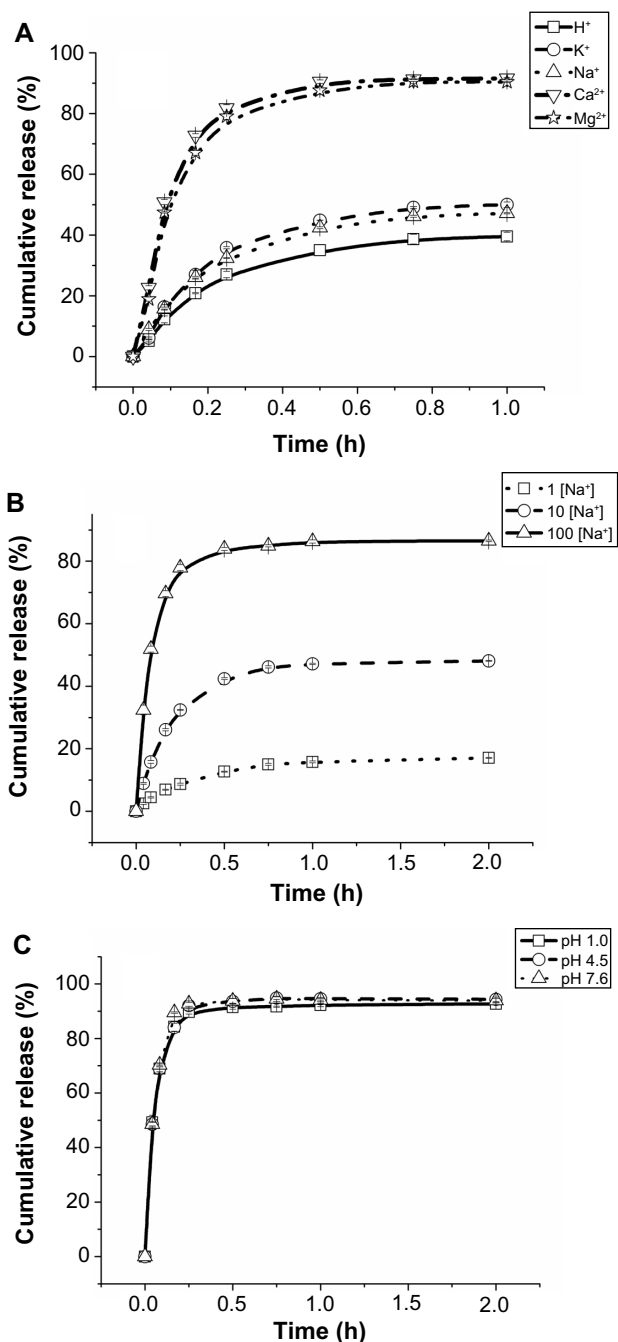 A
H⁺
K⁺
Na⁺
Ca²⁺
Mg²⁺
Cumulative release (%)
100
80
60
40
20
0
0.0 0.2 0.4 0.6 0.8 1.0
Time (h)
B
1 [Na⁺]
10 [Na⁺]
100 [Na⁺]
Cumulative release (%)
80
60
40
20
0
0.0 0.5 1.0 1.5 2.0
Time (h)
C
pH 1.0
pH 4.5
pH 7.6
Cumulative release (%)
100
80
60
40
20
0
0.0 0.5 1.0 1.5 2.0
Time (h)